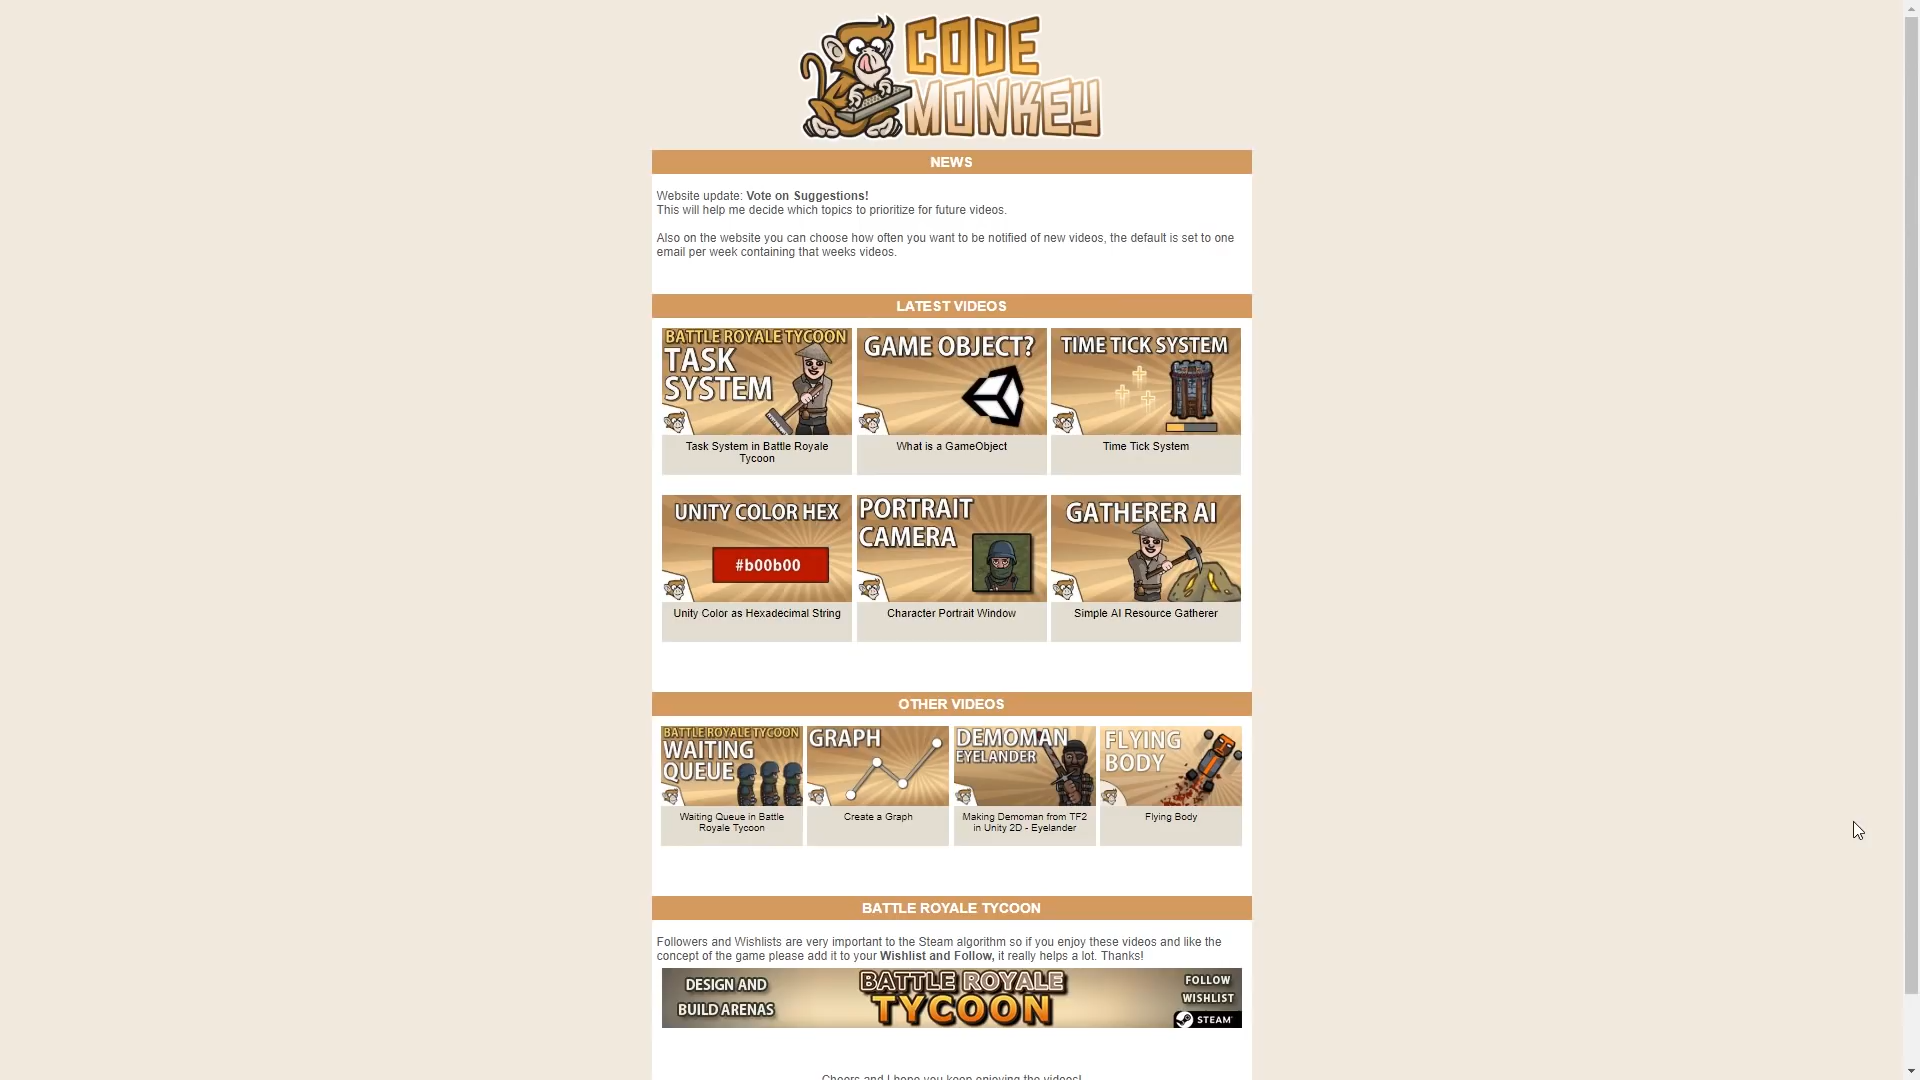 CODE
MONKEY
NEWS
Website update: Vote on Suggestions!
This will help me decide which topics to prioritize for future videos.
Also on the website you can choose how often you want to be notified of new videos, the default is set to one
email per week containing that weeks videos.
LATEST VIDEOS
BATTLE ROYALE TYCOON
TASK
SYSTEM
Task System in Battle Royale
Tycoon
GAME OBJECT?
What is a GameObject
TIME TICK SYSTEM
Time Tick System
UNITY COLOR HEX
#b00b00
Unity Color as Hexadecimal String
PORTRAIT
CAMERA
Character Portrait Window
GATHERER AI
Simple AI Resource Gatherer
OTHER VIDEOS
BATTLE ROYALE TYCOON
WAITING
QUEUE
Waiting Queue in Battle
Royale Tycoon
GRAPH
Create a Graph
DEMOMAN
EYELANDER
Making Demoman from TF2
in Unity 2D - Eyelander
FLYING
BODY
Flying Body
BATTLE ROYALE TYCOON
Followers and Wishlists are very important to the Steam algorithm so if you enjoy these videos and like the
concept of the game please add it to your Wishlist and Follow, it really helps a lot. Thanks!
DESIGN AND
BUILD ARENAS
BATTLE ROYALE
TYCOON
FOLLOW
WISHLIST
STEAM
Cheers and I hope you keep enjoying the videos!